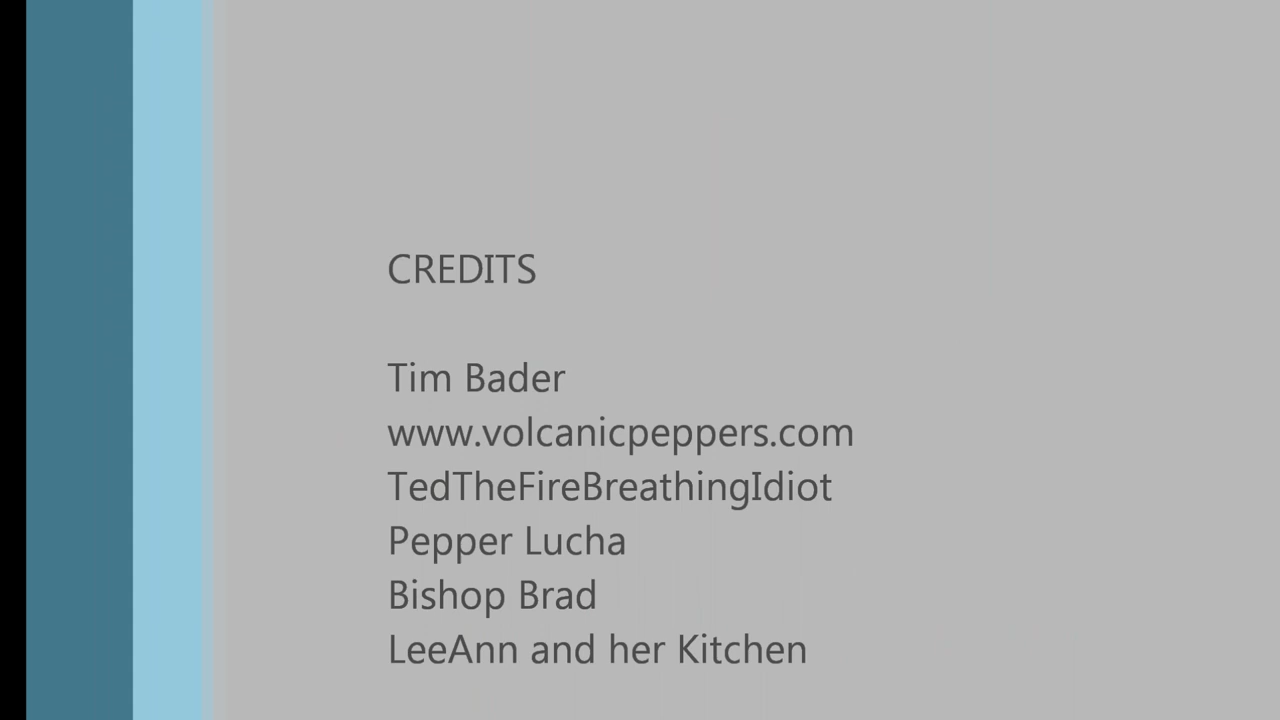 CREDITS
Tim Bader
www.volcanicpeppers.com
TedTheFireBreathingIdiot
Pepper Lucha
Bishop Brad
LeeAnn and her Kitchen